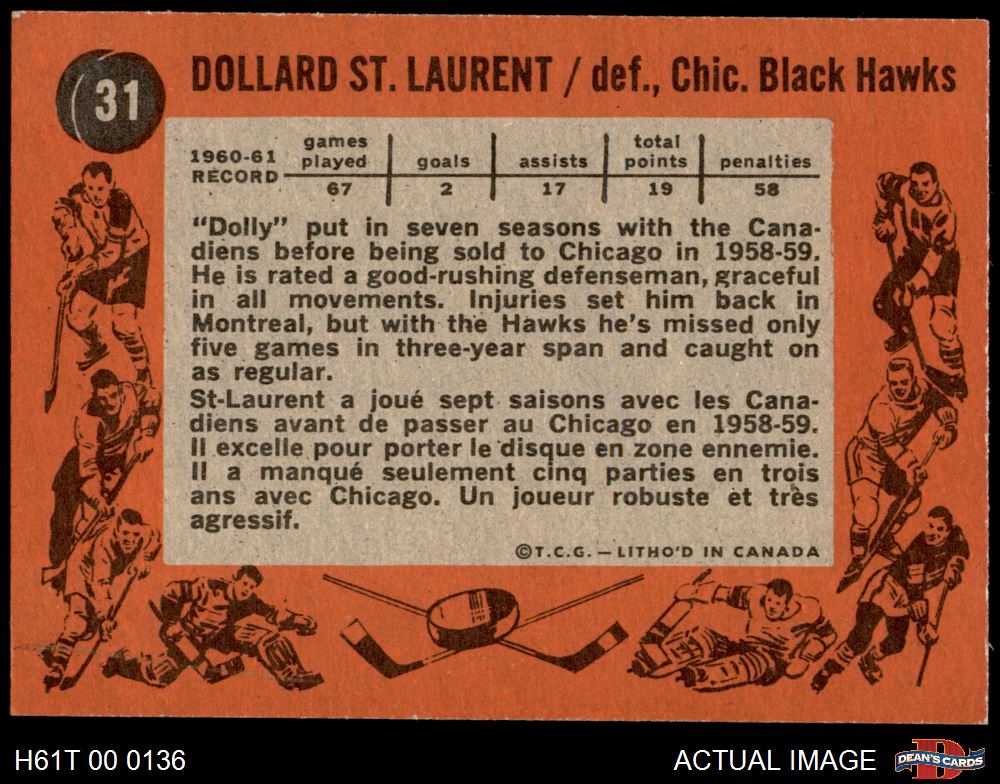 31
DOLLARD ST. LAURENT / def., Chic. Black Hawks
1960-61 RECORD games played goals assists total points penalties
67 2 17 19 58
"Dolly" put in seven seasons with the Cana-
diens before being sold to Chicago in 1958-59.
He is rated a good-rushing defenseman, graceful
in all movements. Injuries set him back in
Montreal, but with the Hawks he's missed only
five games in three-year span and caught on
as regular.
St-Laurent a joué sept saisons avec les Cana-
diens avant de passer au Chicago en 1958-59.
Il excelle pour porter le disque en zone ennemie.
Il a manqué seulement cinq parties en trois
ans avec Chicago. Un joueur robuste et très
agressif.
©T.C.G. — LITHO'D IN CANADA
H61T 00 0136
ACTUAL IMAGE
DEAN'S CARDS